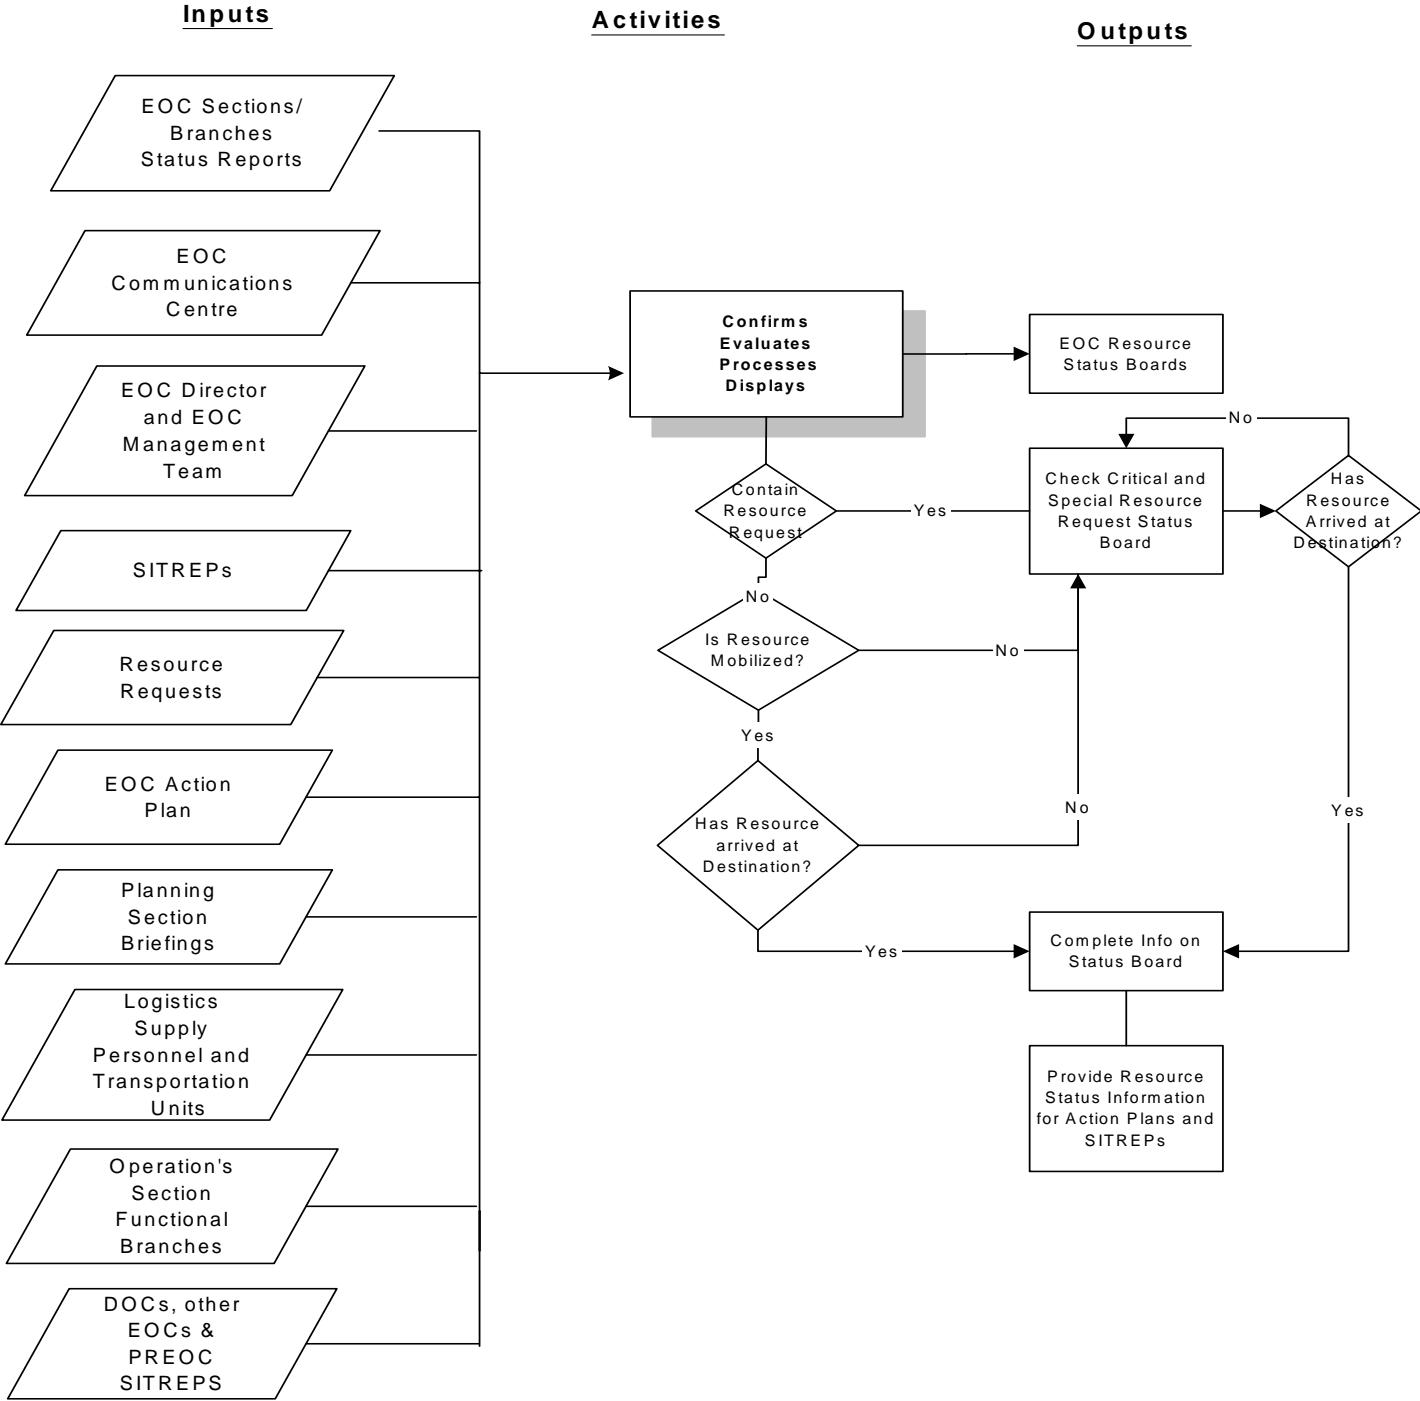 Inputs
Activities
Outputs
EOC Sections/
Branches
Status Reports
EOC
Communications
Centre
EOC Director
and EOC
Management
Team
SITREPs
Resource
Requests
EOC Action
Plan
Planning
Section
Briefings
Logistics
Supply
Personnel and
Transportation
Units
Operation's
Section
Functional
Branches
DOCs, other
EOCs &
PREOC
SITREPS
Confirms
Evaluates
Processes
Displays
Contain
Resource
Request
Yes
No
Is Resource
Mobilized?
No
Yes
Has Resource
arrived at
Destination?
No
Yes
EOC Resource
Status Boards
No
Check Critical and
Special Resource
Request Status
Board
Has
Resource
Arrived at
Destination?
Yes
Complete Info on
Status Board
Provide Resource
Status Information
for Action Plans and
SITREPs